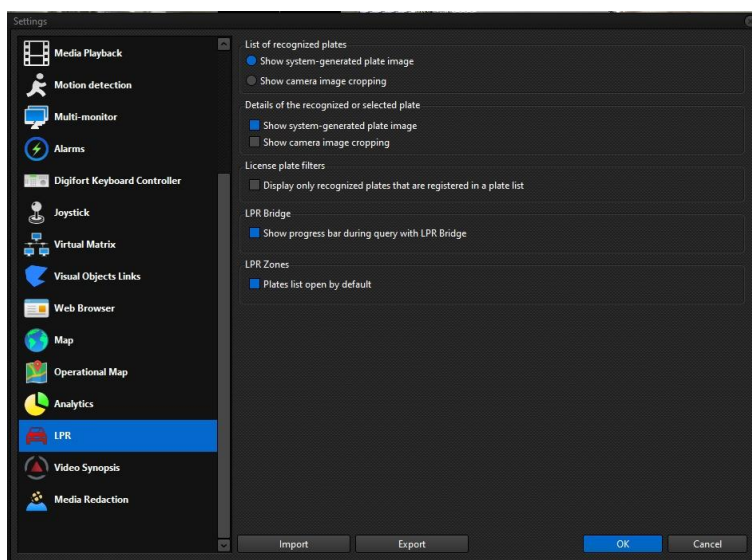 Settings
Media Playback
Motion detection
Multi-monitor
Alarms
Digifort Keyboard Controller
Joystick
Virtual Matrix
Visual Objects Links
Web Browser
Map
Operational Map
Analytics
LPR
Video Synopsis
Media Redaction
List of recognized plates
Show system-generated plate image
Show camera image cropping
Details of the recognized or selected plate
Show system-generated plate image
Show camera image cropping
License plate filters
Display only recognized plates that are registered in a plate list
LPR Bridge
Show progress bar during query with LPR Bridge
LPR Zones
Plates list open by default
Import
Export
OK
Cancel